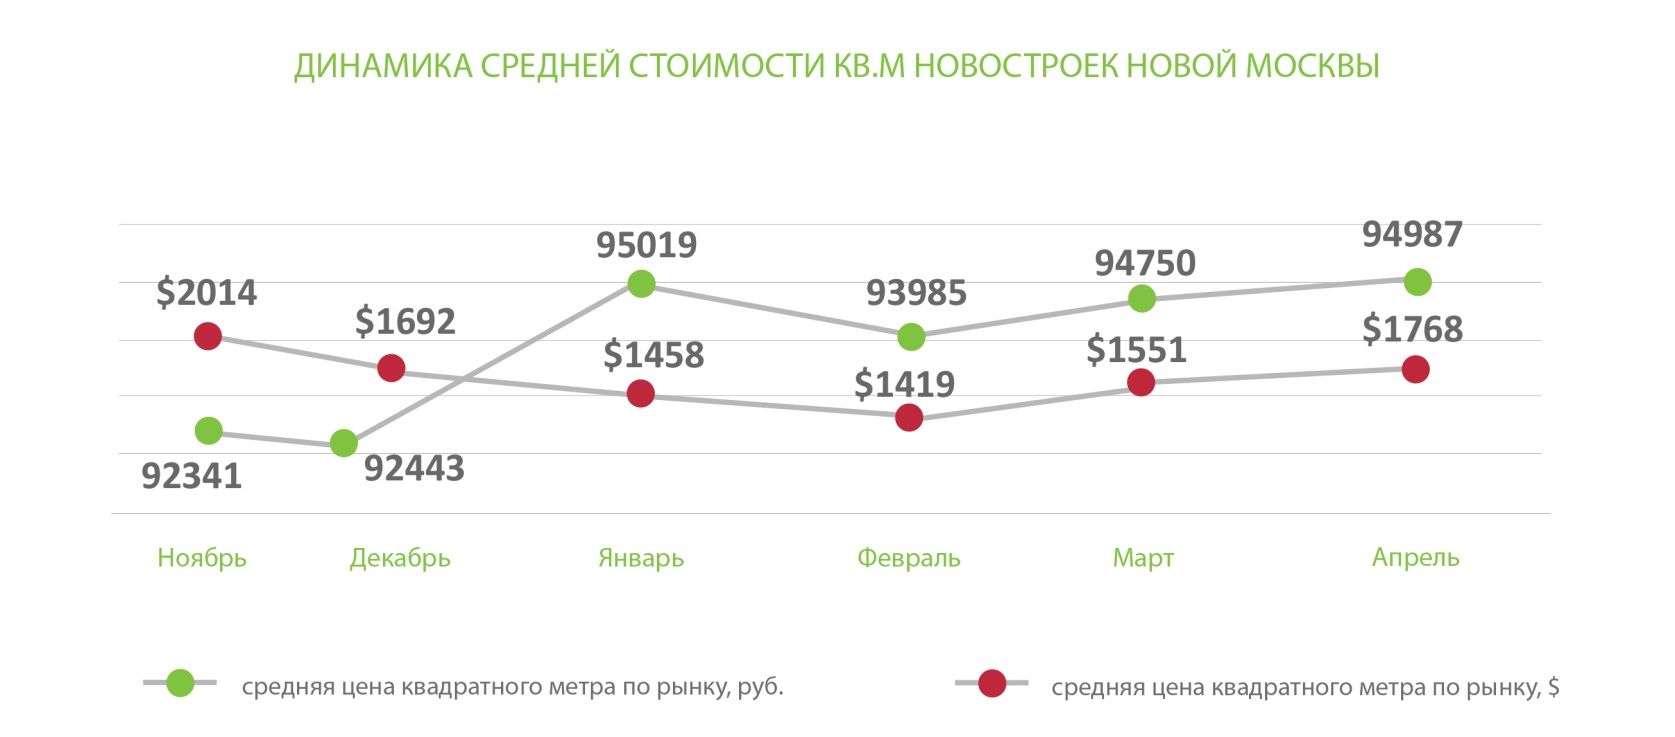 ДИНАМИКА СРЕДНЕЙ СТОИМОСТИ КВ.М НОВОСТРОЕК НОВОЙ МОСКВЫ
$2014
$1692
95019
$1458
93985
$1419
94750
$1551
94987
$1768
92341
92443
Ноябрь
Декабрь
Январь
Февраль
Март
Апрель
средняя цена квадратного метра по рынку, руб.
средняя цена квадратного метра по рынку, $